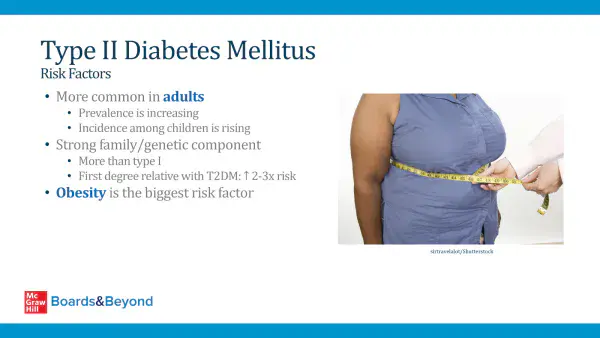 Type II Diabetes Mellitus
Risk Factors
• More common in adults
• Prevalence is increasing
• Incidence among children is rising
• Strong family/genetic component
• More than type I
• First degree relative with T2DM: ↑ 2-3x risk
• Obesity is the biggest risk factor
sirtravelalot/Shutterstock
Mc
Graw
Hill
Boards&Beyond